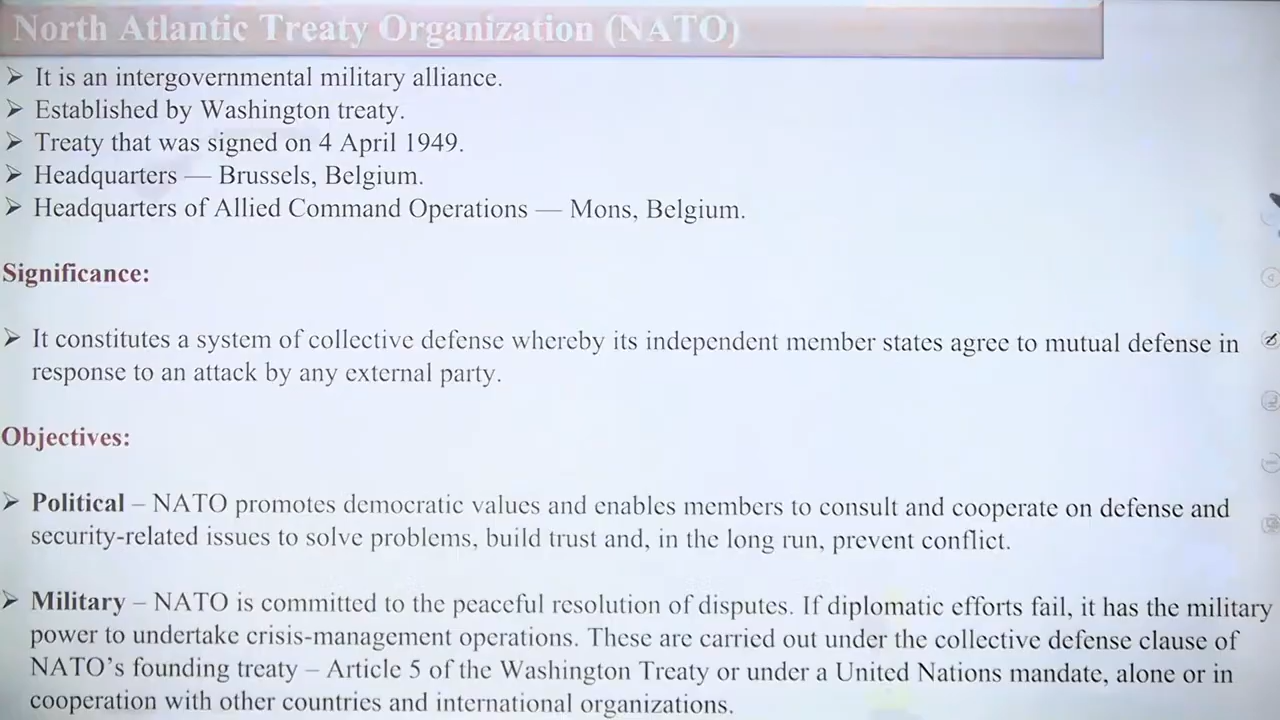 North Atlantic Treaty Organization (NATO)
➢ It is an intergovernmental military alliance.
➢ Established by Washington treaty.
➢ Treaty that was signed on 4 April 1949.
➢ Headquarters — Brussels, Belgium.
➢ Headquarters of Allied Command Operations — Mons, Belgium.
Significance:
➢ It constitutes a system of collective defense whereby its independent member states agree to mutual defense in
response to an attack by any external party.
Objectives:
➢ Political – NATO promotes democratic values and enables members to consult and cooperate on defense and
security-related issues to solve problems, build trust and, in the long run, prevent conflict.
➢ Military – NATO is committed to the peaceful resolution of disputes. If diplomatic efforts fail, it has the military
power to undertake crisis-management operations. These are carried out under the collective defense clause of
NATO’s founding treaty – Article 5 of the Washington Treaty or under a United Nations mandate, alone or in
cooperation with other countries and international organizations.